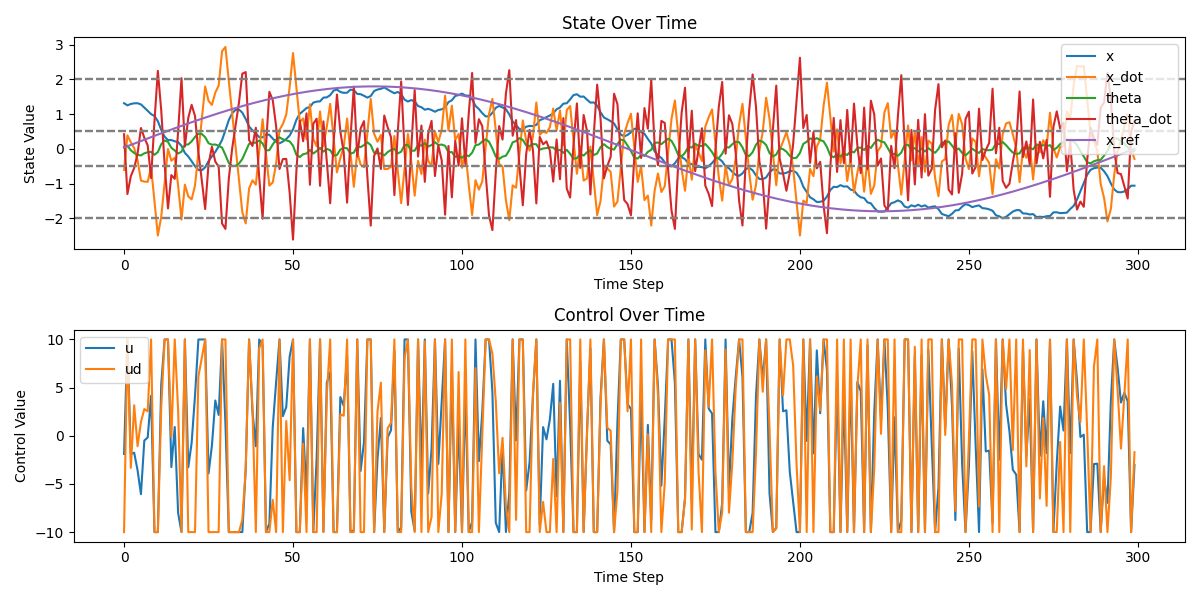 State Over Time
State Value
3
2
1
0
−1
−2
x
x_dot
theta
theta_dot
x_ref
0
50
100
150
200
250
300
Time Step
Control Over Time
Control Value
10
5
0
−5
−10
u
ud
0
50
100
150
200
250
300
Time Step